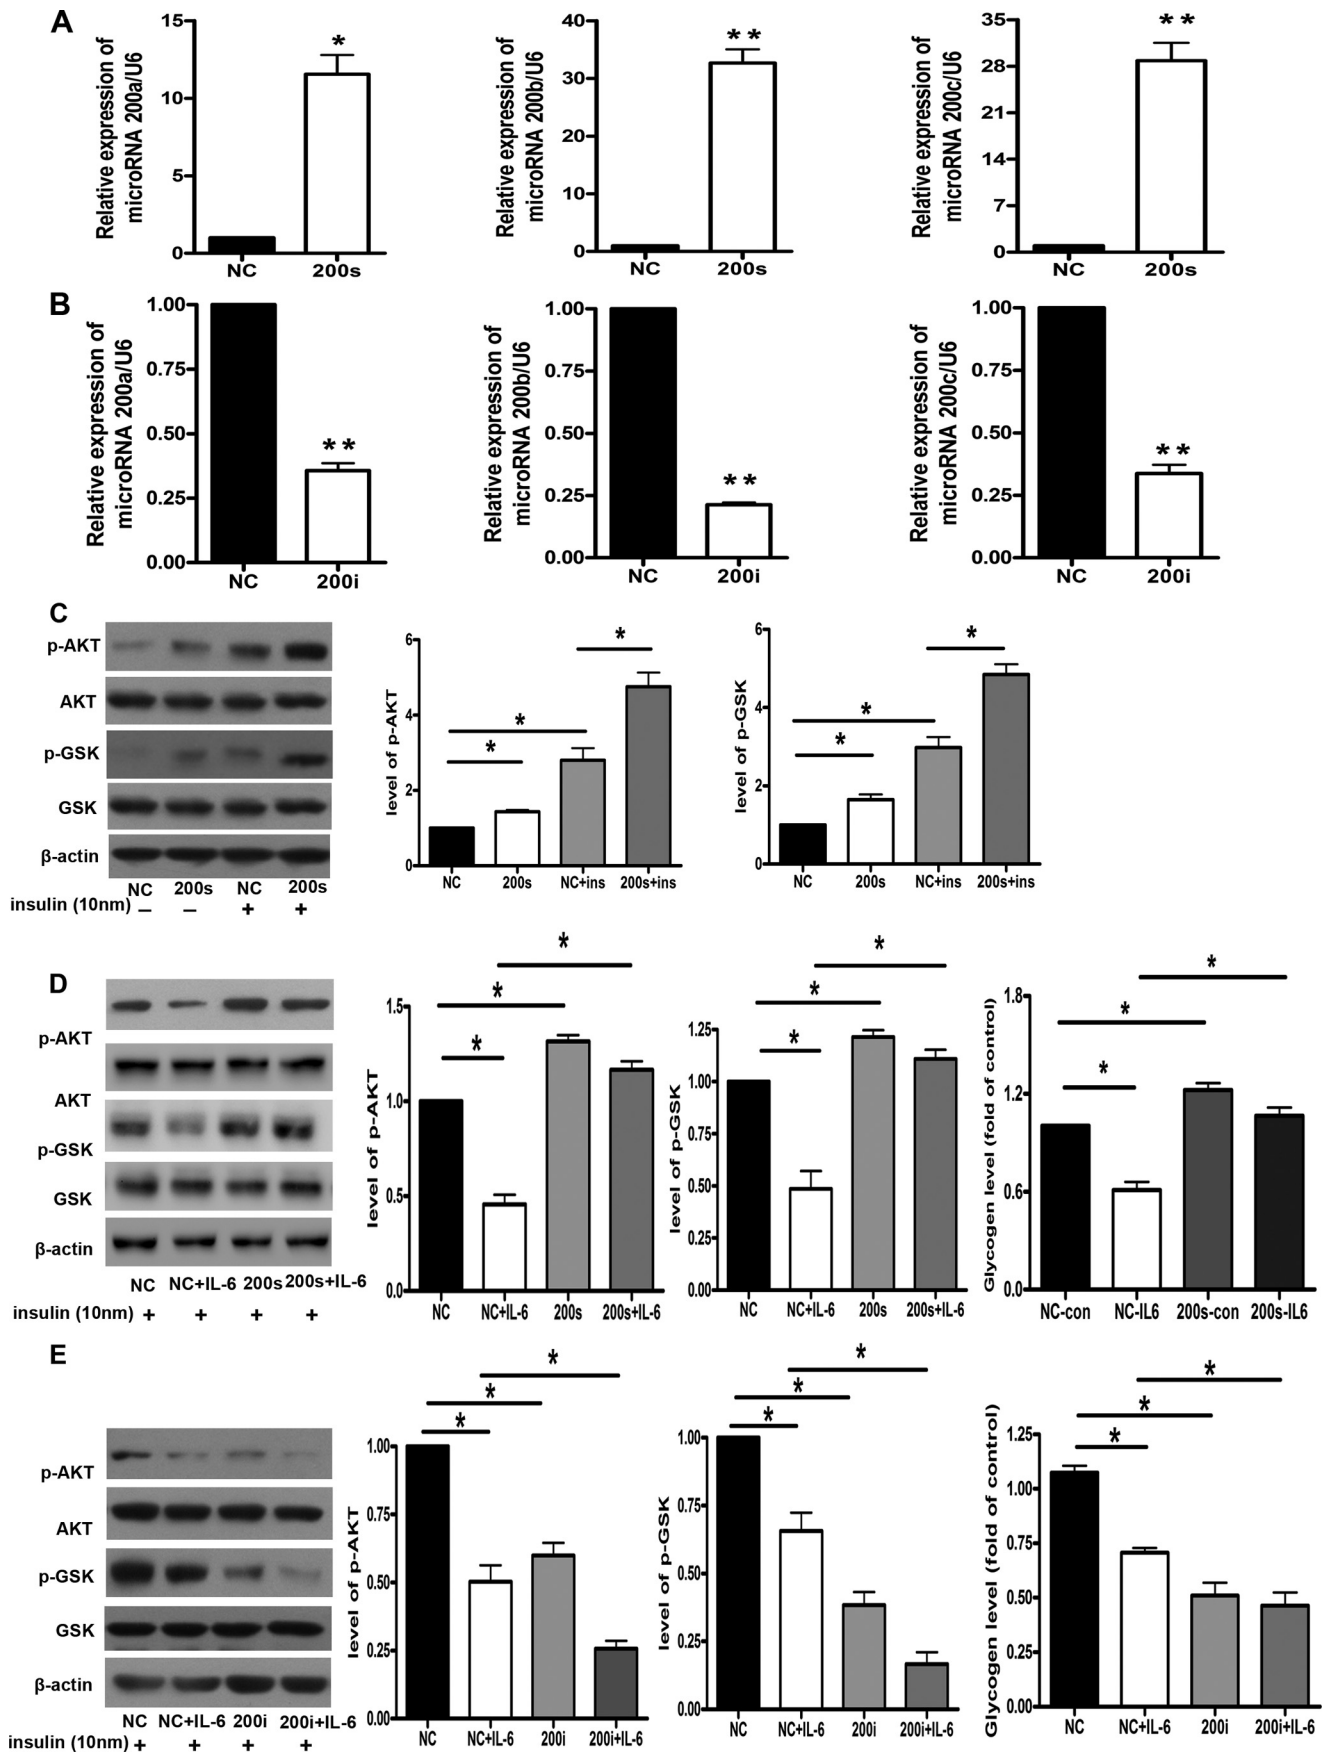 A
Relative expression of
microRNA 200a/U6
15
10
5
0
*
NC
200s
Relative expression of
microRNA 200b/U6
40
30
20
10
0
**
NC
200s
Relative expression of
microRNA 200c/U6
35
28
21
14
7
0
**
NC
200s
B
Relative expression of
microRNA 200a/U6
1.00
0.75
0.50
0.25
0.00
**
NC
200i
Relative expression of
microRNA 200b/U6
1.00
0.75
0.50
0.25
0.00
**
NC
200i
Relative expression of
microRNA 200c/U6
1.00
0.75
0.50
0.25
0.00
**
NC
200i
C
p-AKT
AKT
p-GSK
GSK
β-actin
NC 200s NC 200s
insulin (10nm) – – + +
level of p-AKT
6
4
2
0
*
*
*
NC 200s NC+ins 200s+ins
level of p-GSK
6
4
2
0
*
*
*
NC 200s NC+ins 200s+ins
D
p-AKT
AKT
p-GSK
GSK
β-actin
NC NC+IL-6 200s 200s+IL-6
insulin (10nm) + + + +
level of p-AKT
1.5
1.0
0.5
0.0
*
*
*
NC NC+IL-6 200s 200s+IL-6
level of p-GSK
1.25
1.00
0.75
0.50
0.25
0.00
*
*
*
NC NC+IL-6 200s 200s+IL-6
Glycogen level (fold of control)
1.8
1.2
0.6
0.0
*
*
*
NC-con NC-IL6 200s-con 200s-IL6
E
p-AKT
AKT
p-GSK
GSK
β-actin
NC NC+IL-6 200i 200i+IL-6
insulin (10nm) + + + +
level of p-AKT
1.00
0.75
0.50
0.25
0.00
*
*
*
NC NC+IL-6 200i 200i+IL-6
level of p-GSK
1.00
0.75
0.50
0.25
0.00
*
*
*
NC NC+IL-6 200i 200i+IL-6
Glycogen level (fold of control)
1.25
1.00
0.75
0.50
0.25
0.00
*
*
*
NC NC+IL-6 200i 200i+IL-6